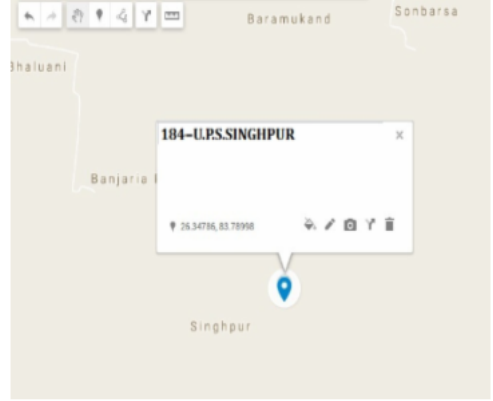 Baramukand
Sonbarsa
Bhaluani
184-U.P.S.SINGHPUR
Banjaria
26.34786, 83.78998
Singhpur